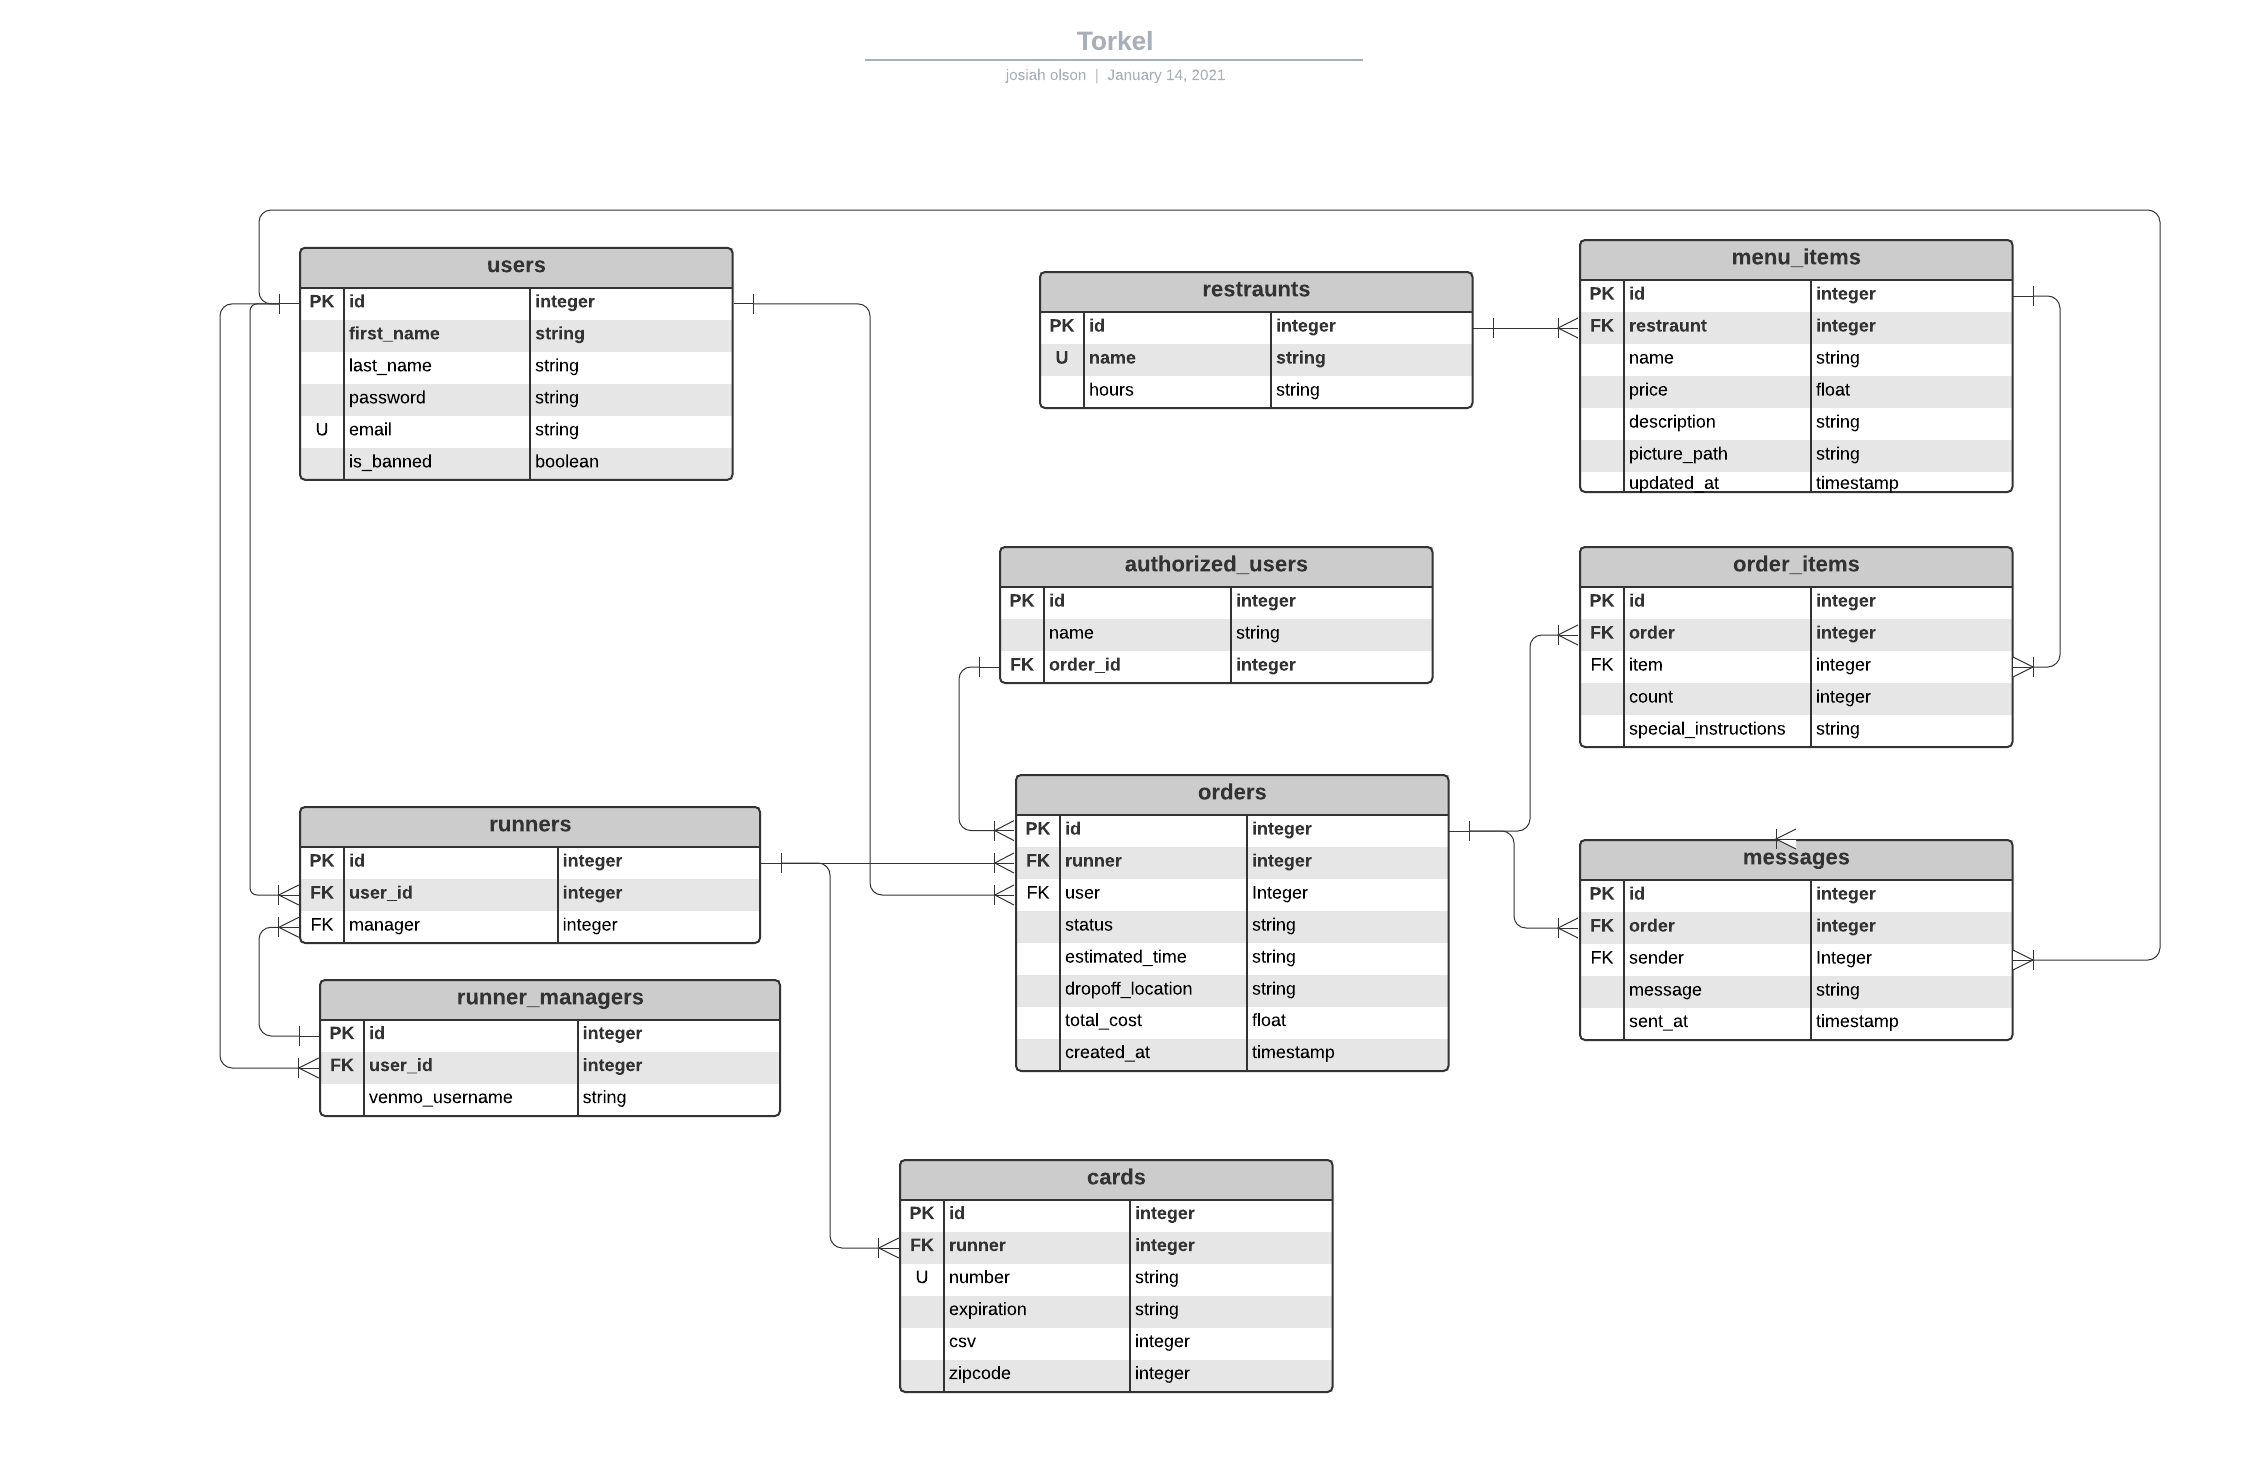 Torkel
josiah olson | January 14, 2021
users
PK id integer
first_name string
last_name string
password string
U email string
is_banned boolean
restraunts
PK id integer
U name string
hours string
menu_items
PK id integer
FK restraunt integer
name string
price float
description string
picture_path string
updated_at timestamp
authorized_users
PK id integer
name string
FK order_id integer
order_items
PK id integer
FK order integer
FK item integer
count integer
special_instructions string
runners
PK id integer
FK user_id integer
FK manager integer
orders
PK id integer
FK runner integer
FK user Integer
status string
estimated_time string
dropoff_location string
total_cost float
created_at timestamp
messages
PK id integer
FK order integer
FK sender Integer
message string
sent_at timestamp
runner_managers
PK id integer
FK user_id integer
venmo_username string
cards
PK id integer
FK runner integer
U number string
expiration string
csv integer
zipcode integer